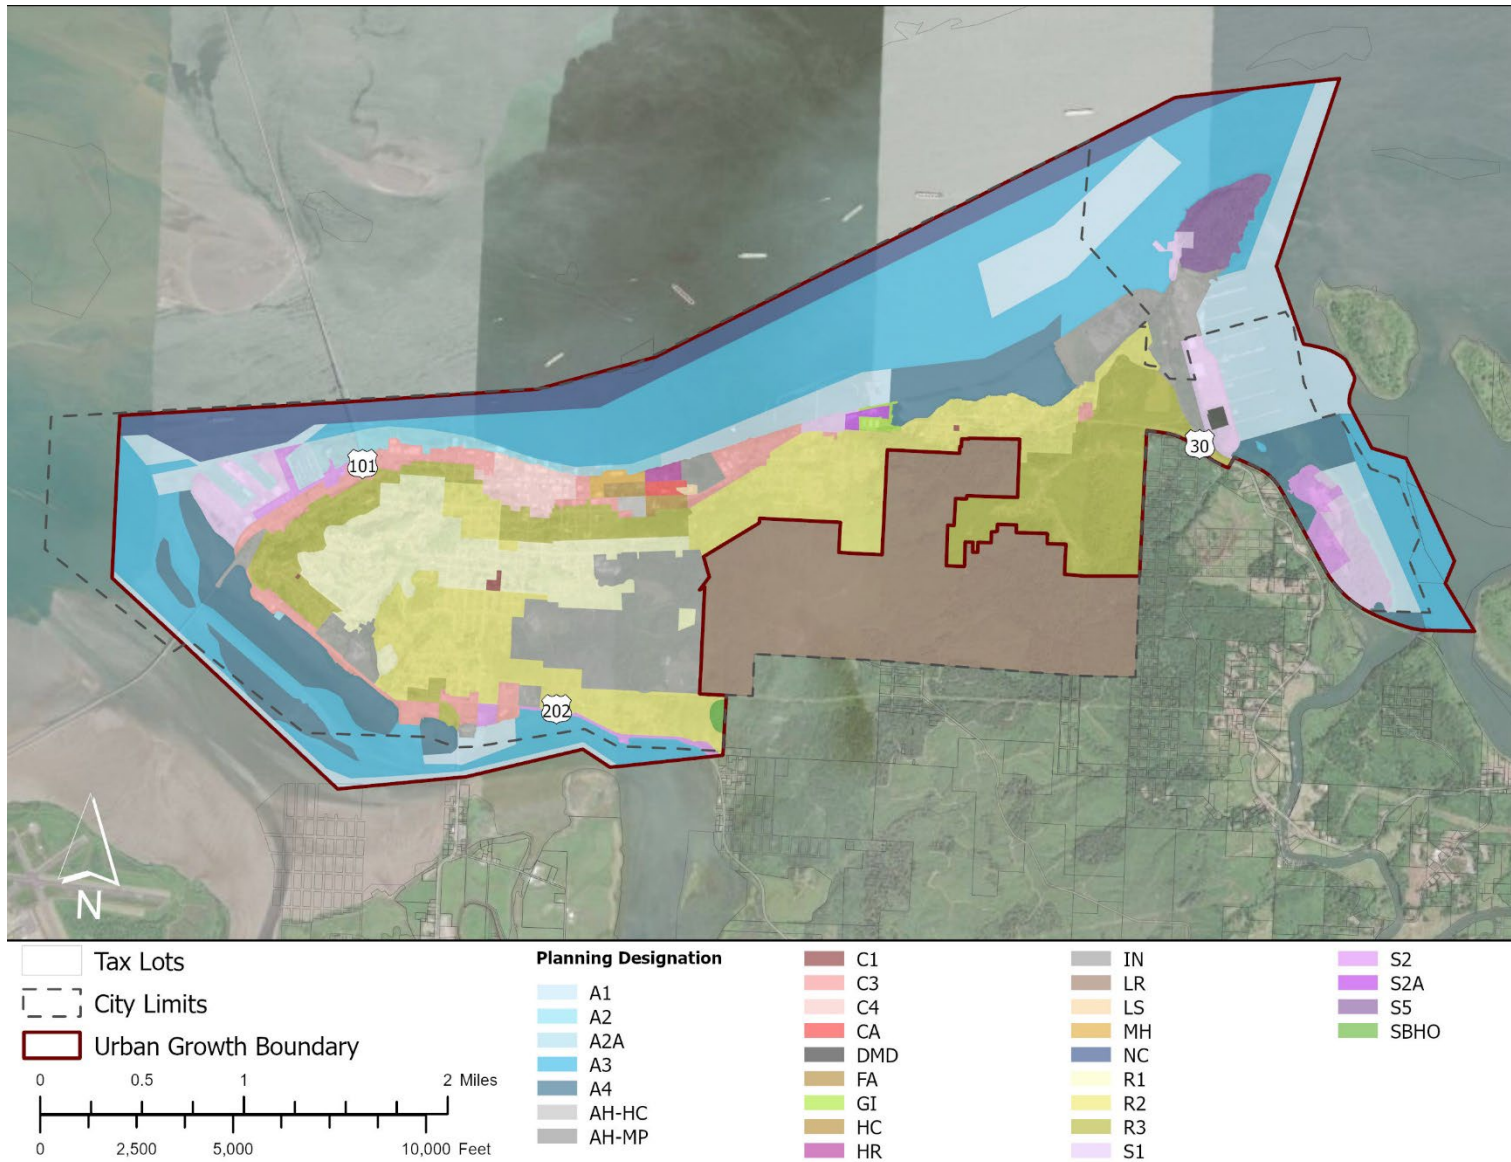 30
101
202
N
Tax Lots
City Limits
Urban Growth Boundary
0 0.5 1 2 Miles
0 2,500 5,000 10,000 Feet
Planning Designation
A1
A2
A2A
A3
A4
AH-HC
AH-MP
C1
C3
C4
CA
DMD
FA
GI
HC
HR
IN
LR
LS
MH
NC
R1
R2
R3
S1
S2
S2A
S5
SBHO